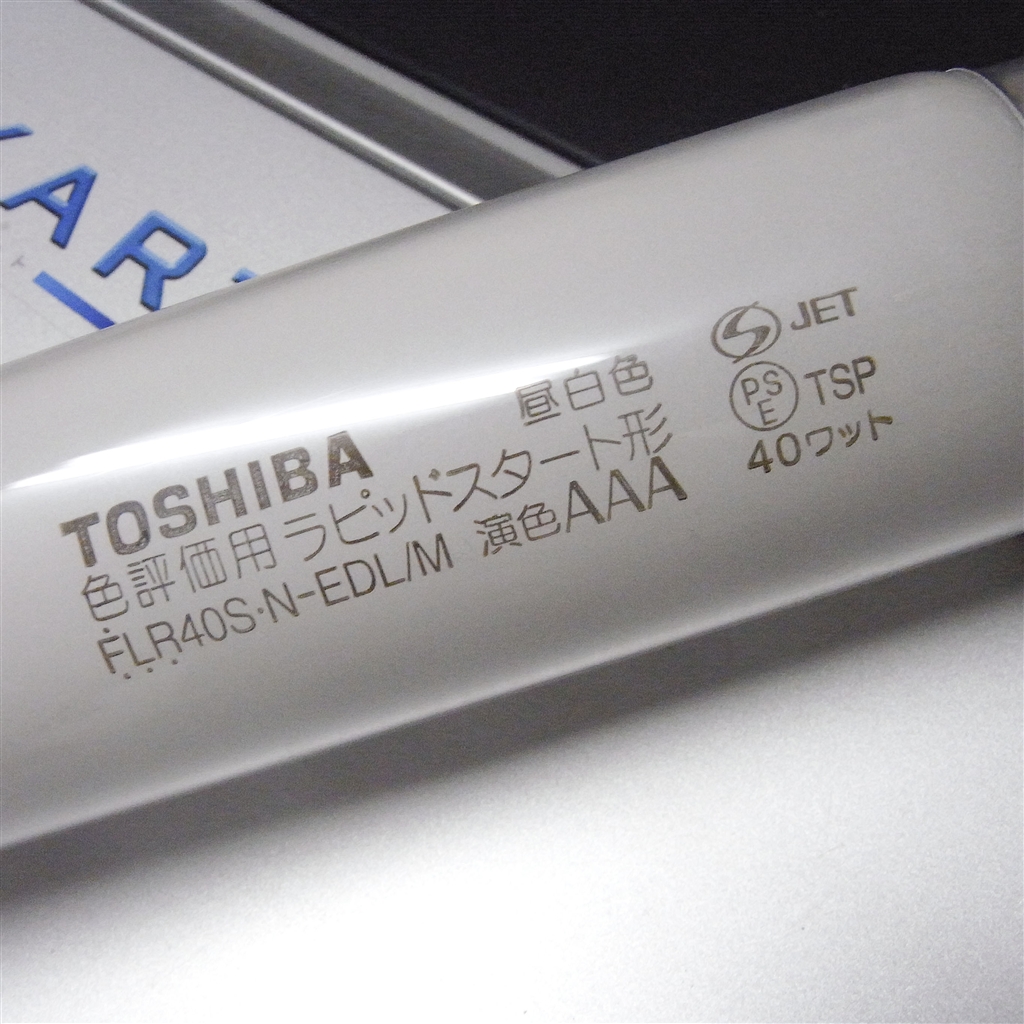 昼白色
TOSHIBA
色評価用 ラピッドスタート形
FLR40S·N-EDL/M 演色AAA
S JET
PSE TSP
40ワット